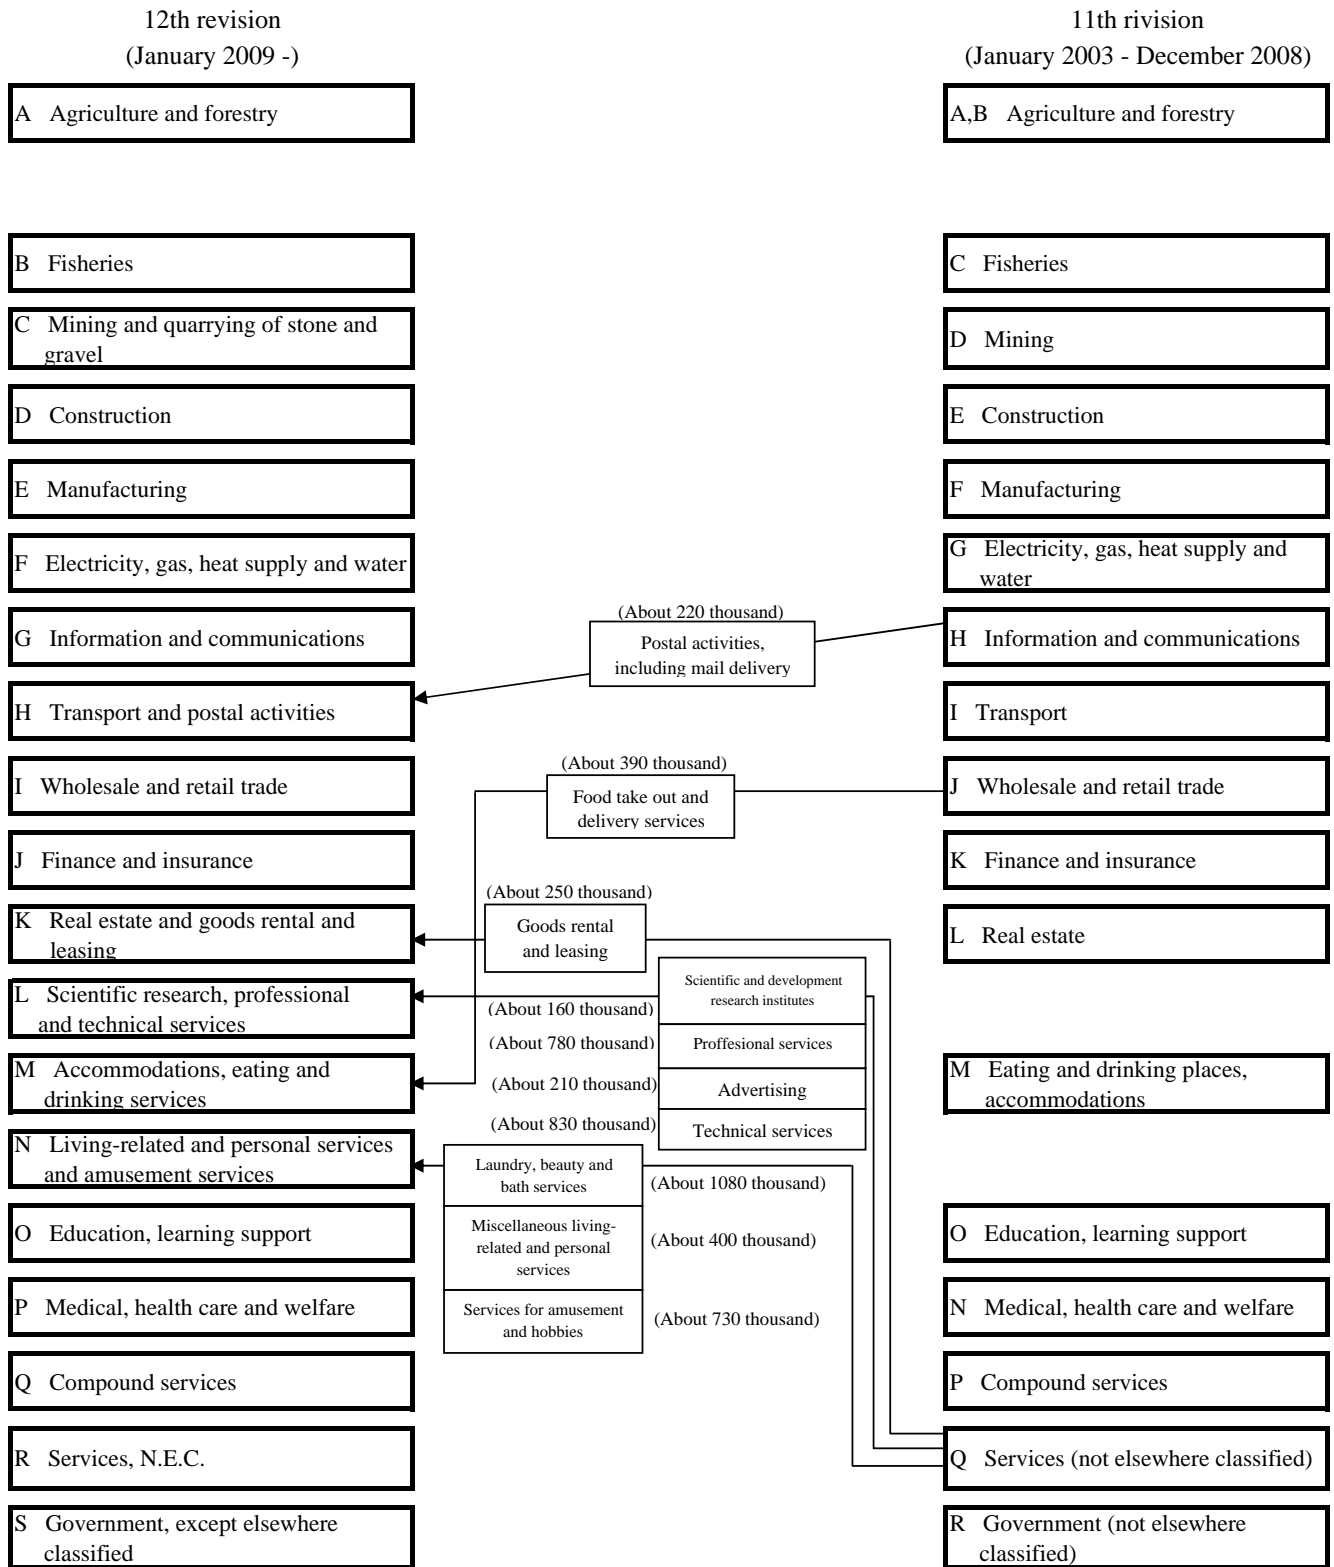 12th revision
(January 2009 -)
11th rivision
(January 2003 - December 2008)
A Agriculture and forestry
A,B Agriculture and forestry
B Fisheries
C Fisheries
C Mining and quarrying of stone and
gravel
D Mining
D Construction
E Construction
E Manufacturing
F Manufacturing
F Electricity, gas, heat supply and water
G Electricity, gas, heat supply and
water
(About 220 thousand)
Postal activities,
including mail delivery
G Information and communications
H Information and communications
H Transport and postal activities
I Transport
(About 390 thousand)
Food take out and
delivery services
I Wholesale and retail trade
J Wholesale and retail trade
J Finance and insurance
K Finance and insurance
(About 250 thousand)
Goods rental
and leasing
K Real estate and goods rental and
leasing
L Real estate
L Scientific research, professional
and technical services
Scientific and development
research institutes
(About 160 thousand)
(About 780 thousand)
Proffesional services
(About 210 thousand)
Advertising
(About 830 thousand)
Technical services
M Accommodations, eating and
drinking services
M Eating and drinking places,
accommodations
N Living-related and personal services
and amusement services
Laundry, beauty and
bath services
(About 1080 thousand)
Miscellaneous living-
related and personal
services
(About 400 thousand)
Services for amusement
and hobbies
(About 730 thousand)
O Education, learning support
O Education, learning support
P Medical, health care and welfare
N Medical, health care and welfare
Q Compound services
P Compound services
R Services, N.E.C.
Q Services (not elsewhere classified)
S Government, except elsewhere
classified
R Government (not elsewhere
classified)